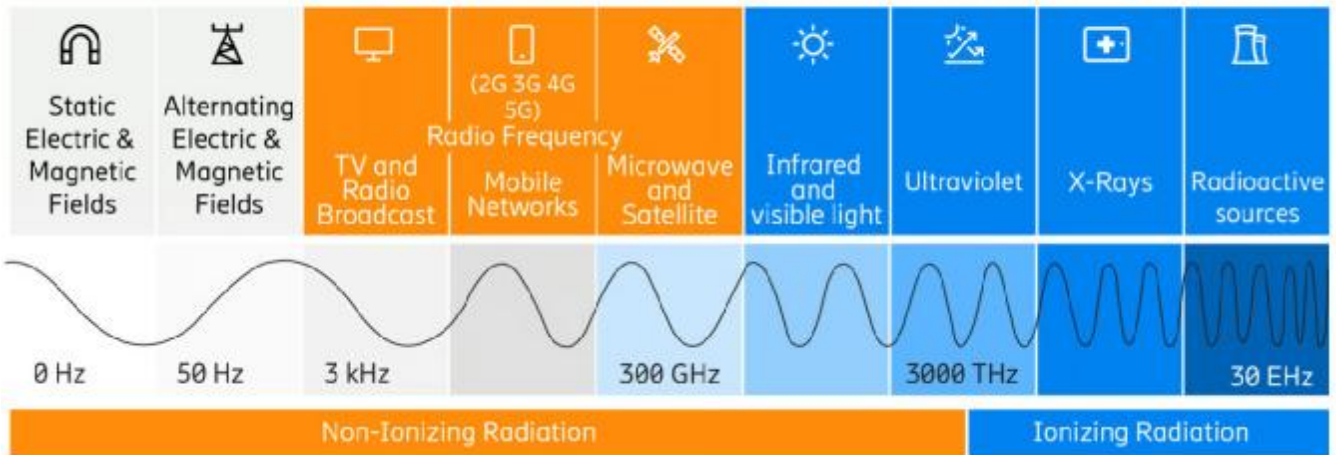 Static
Electric &
Magnetic
Fields
Alternating
Electric &
Magnetic
Fields
TV and
Radio
Broadcast
(2G 3G 4G
5G)
Radio Frequency
Mobile
Networks
Microwave
and
Satellite
Infrared
and
visible light
Ultraviolet
X-Rays
Radioactive
sources
0 Hz
50 Hz
3 kHz
300 GHz
3000 THz
30 EHz
Non-Ionizing Radiation
Ionizing Radiation